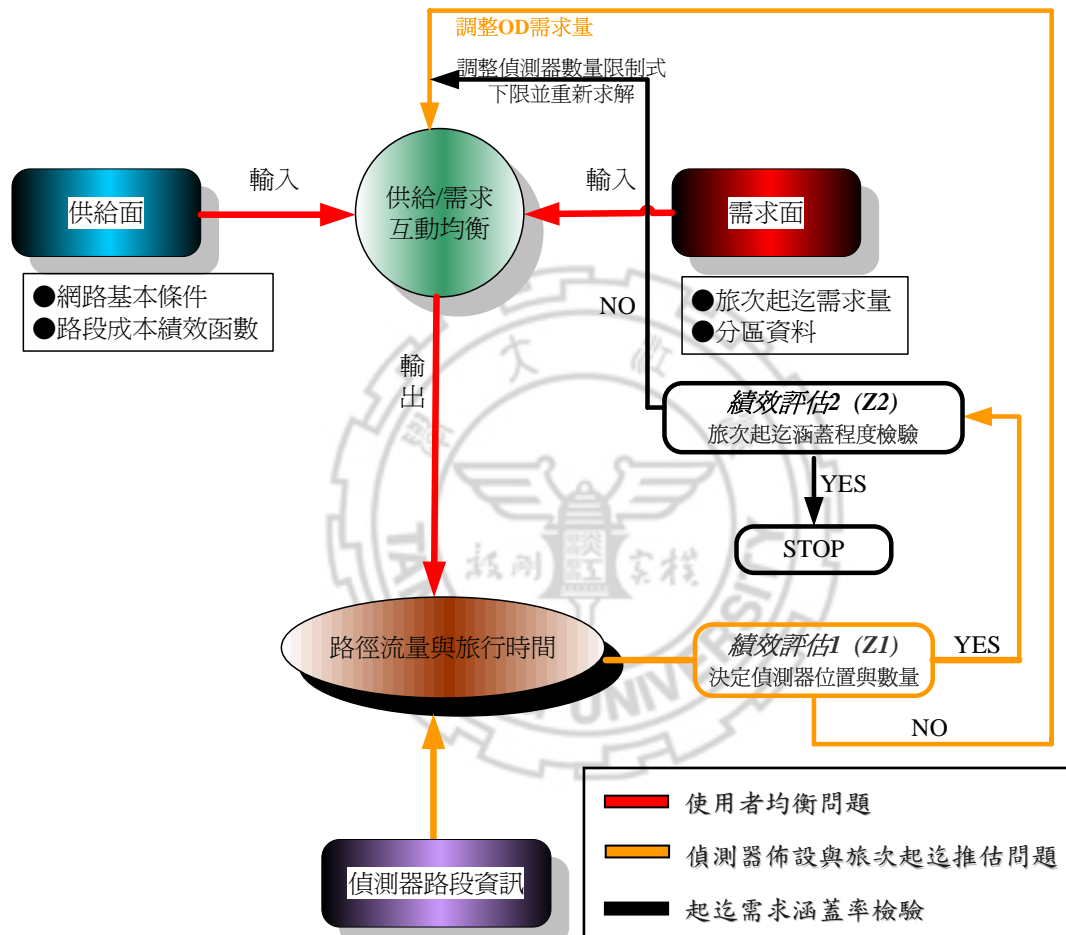 調整OD需求量
調整偵測器數量限制式
下限並重新求解
輸入
輸入
供給面
供給/需求
互動均衡
需求面
●網路基本條件
●路段成本績效函數
●旅次起迄需求量
●分區資料
NO
輸出
績效評估2 (Z2)
旅次起迄涵蓋程度檢驗
YES
STOP
路徑流量與旅行時間
績效評估1 (Z1)
決定偵測器位置與數量
YES
NO
偵測器路段資訊
使用者均衡問題
偵測器佈設與旅次起迄推估問題
起迄需求涵蓋率檢驗
UNIVERSITY